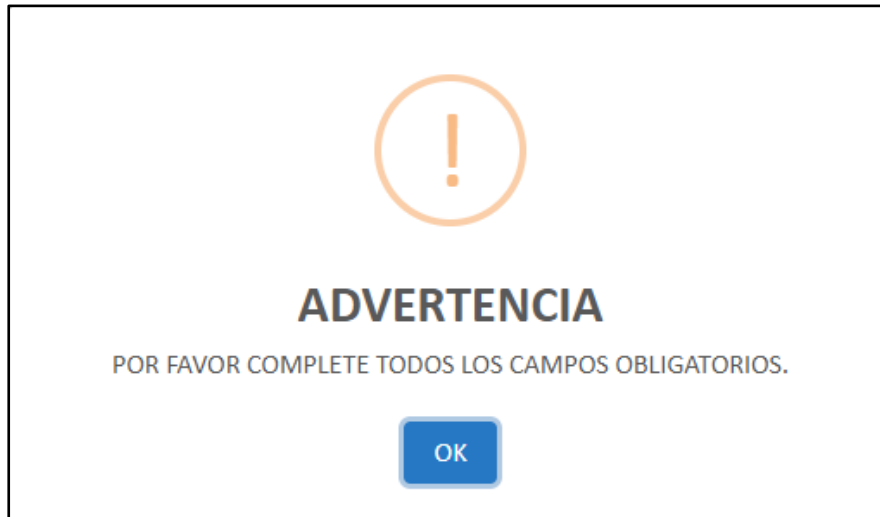 !
ADVERTENCIA
POR FAVOR COMPLETE TODOS LOS CAMPOS OBLIGATORIOS.
OK